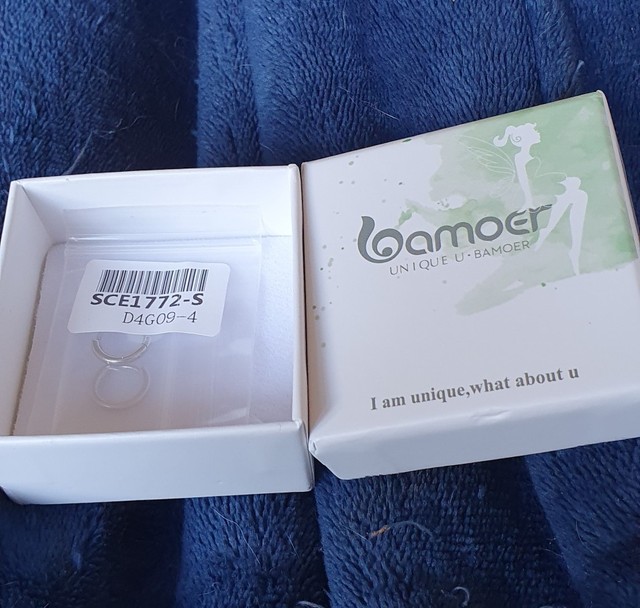 SCE1772-S
D4G09-4
bamoer
UNIQUE U·BAMOER
I am unique,what about u